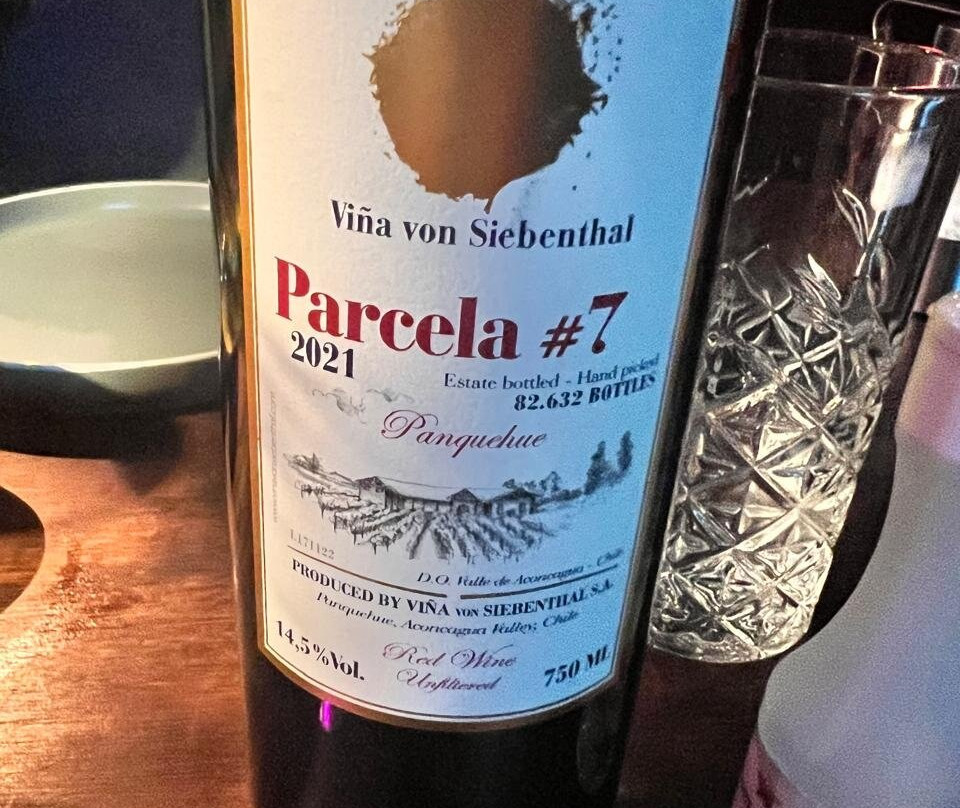 Viña von Siebenthal
Parcela #7
2021
Estate bottled - Hand picked
82.632 BOTTLES
Panquehue
L171122
D.O. Valle de Aconcagua - Chile
PRODUCED BY VIÑA VON SIEBENTHAL S.A.
Panquehue, Aconcagua Valley, Chile
14,5%Vol.
Red Wine
Unfiltered
750 ML